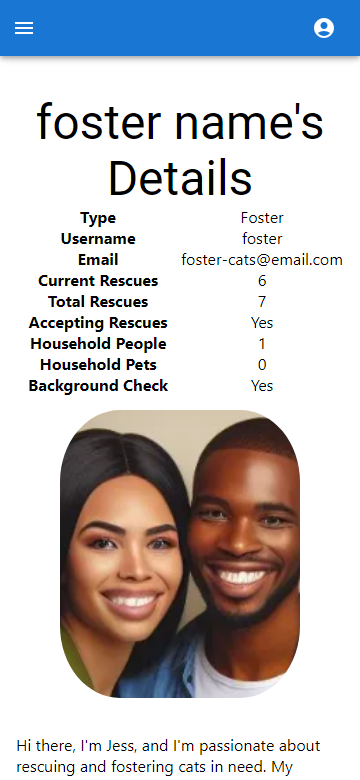 foster name's
Details
Type Foster
Username foster
Email foster-cats@email.com
Current Rescues 6
Total Rescues 7
Accepting Rescues Yes
Household People 1
Household Pets 0
Background Check Yes
Hi there, I'm Jess, and I'm passionate about
rescuing and fostering cats in need. My